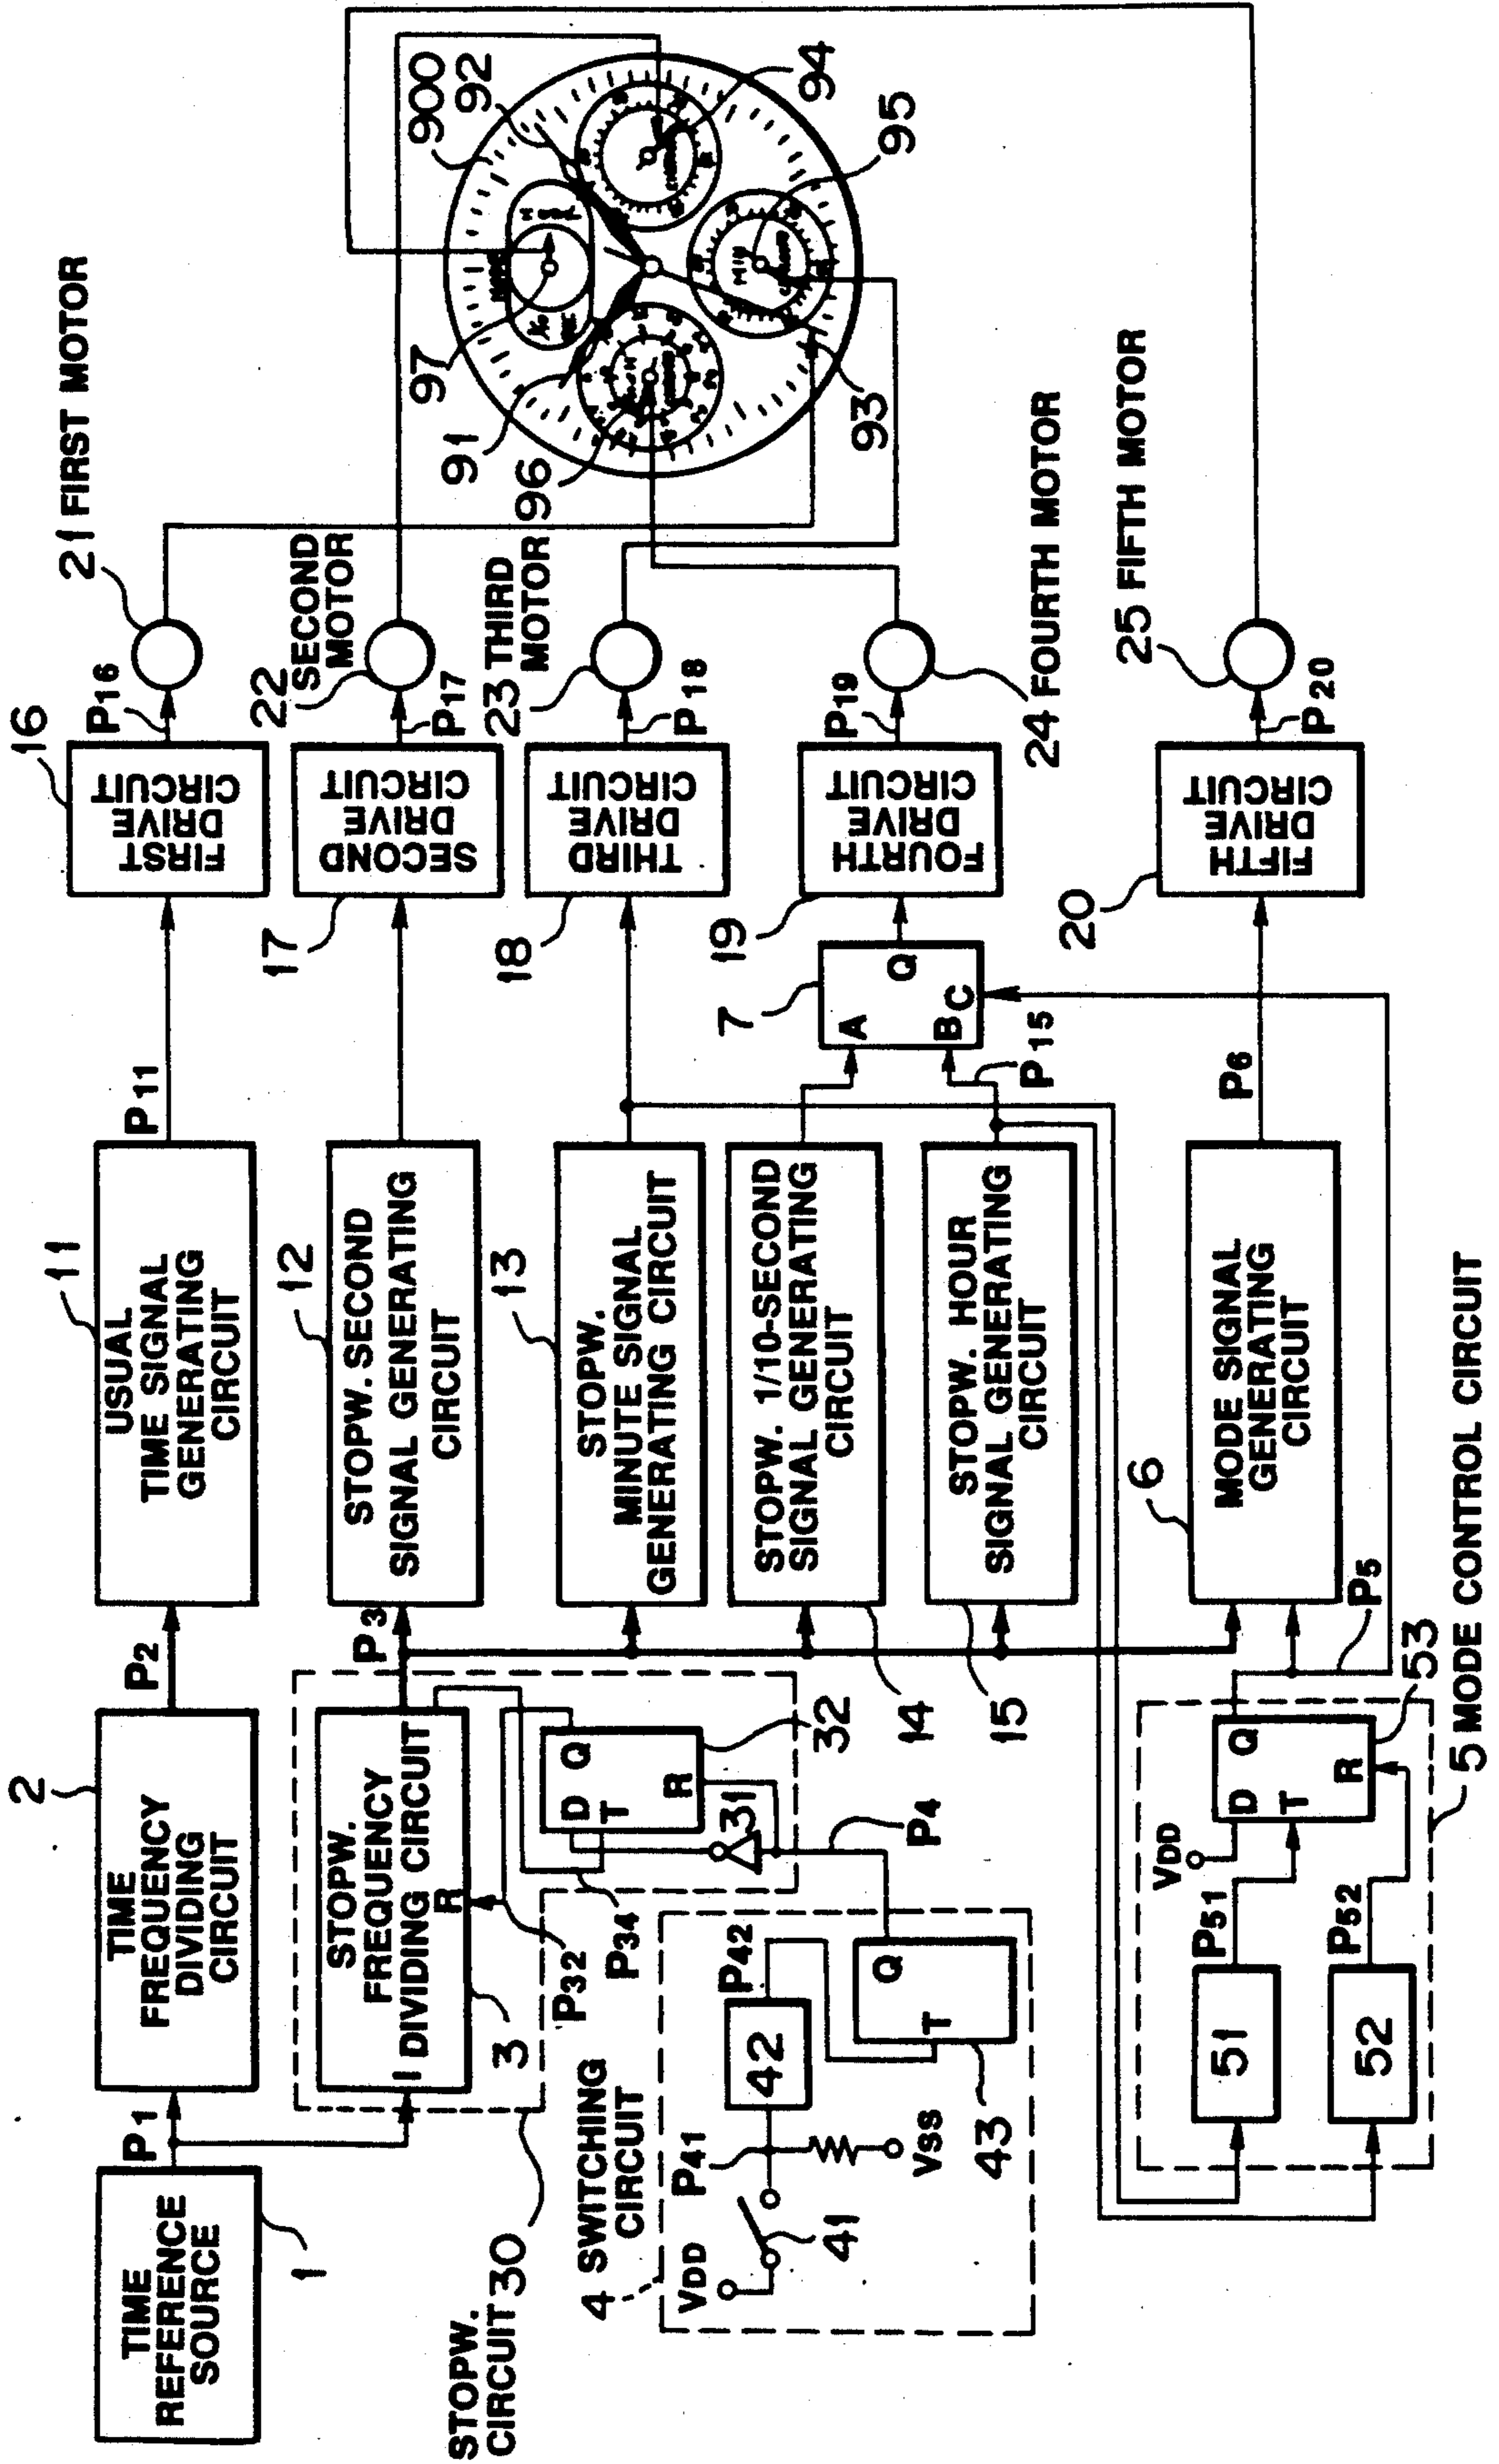 TIME
REFERENCE
SOURCE
1
P1
TIME
FREQUENCY
DIVIDING
CIRCUIT
2
P2
USUAL
TIME SIGNAL
GENERATING
CIRCUIT
11
P11
FIRST
DRIVE
CIRCUIT
16
P16
21 FIRST MOTOR
STOPW.
CIRCUIT 30
STOPW.
FREQUENCY
DIVIDING CIRCUIT
I
R
3
P3
P32
P34
D
Q
T
R
31
32
STOPW. SECOND
SIGNAL GENERATING
CIRCUIT
12
SECOND
DRIVE
CIRCUIT
17
P17
22
SECOND
MOTOR
STOPW.
MINUTE SIGNAL
GENERATING CIRCUIT
13
THIRD
DRIVE
CIRCUIT
18
P18
23 THIRD
MOTOR
STOPW. 1/10-SECOND
SIGNAL GENERATING
CIRCUIT
14
STOPW. HOUR
SIGNAL GENERATING
CIRCUIT
15
P15
7
A
B
C
Q
FOURTH
DRIVE
CIRCUIT
19
P19
24 FOURTH MOTOR
4 SWITCHING
CIRCUIT
VDD
41
P41
VSS
42
P42
T
Q
43
P4
5 MODE CONTROL CIRCUIT
51
P51
52
P52
VDD
D
Q
T
R
53
P5
MODE SIGNAL
GENERATING
CIRCUIT
6
P6
FIFTH
DRIVE
CIRCUIT
20
P20
25 FIFTH MOTOR
900
92
97
91
96
94
95
93
MIN